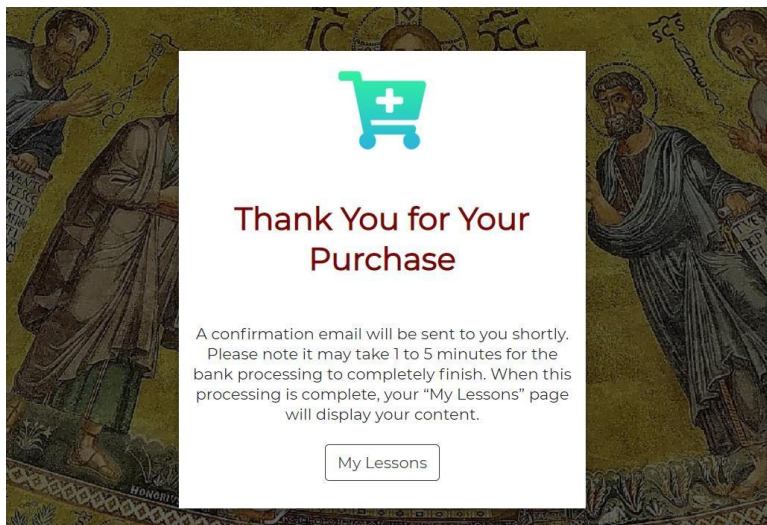 IC
XC
Thank You for Your
Purchase
A confirmation email will be sent to you shortly.
Please note it may take 1 to 5 minutes for the
bank processing to completely finish. When this
processing is complete, your “My Lessons” page
will display your content.
My Lessons
HONORIV